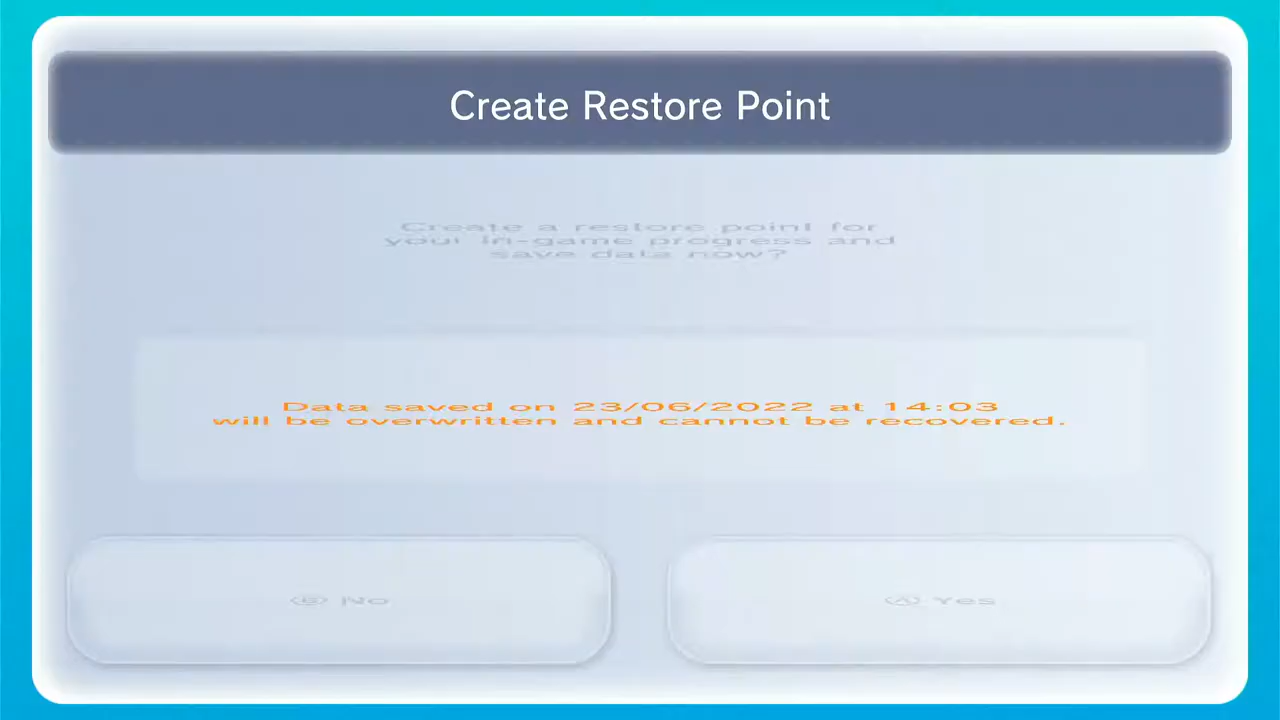 Create Restore Point
Create a restore point for
your in-game progress and
save data now?
Data saved on 23/06/2022 at 14:03
will be overwritten and cannot be recovered.
Ⓑ No
Ⓐ Yes